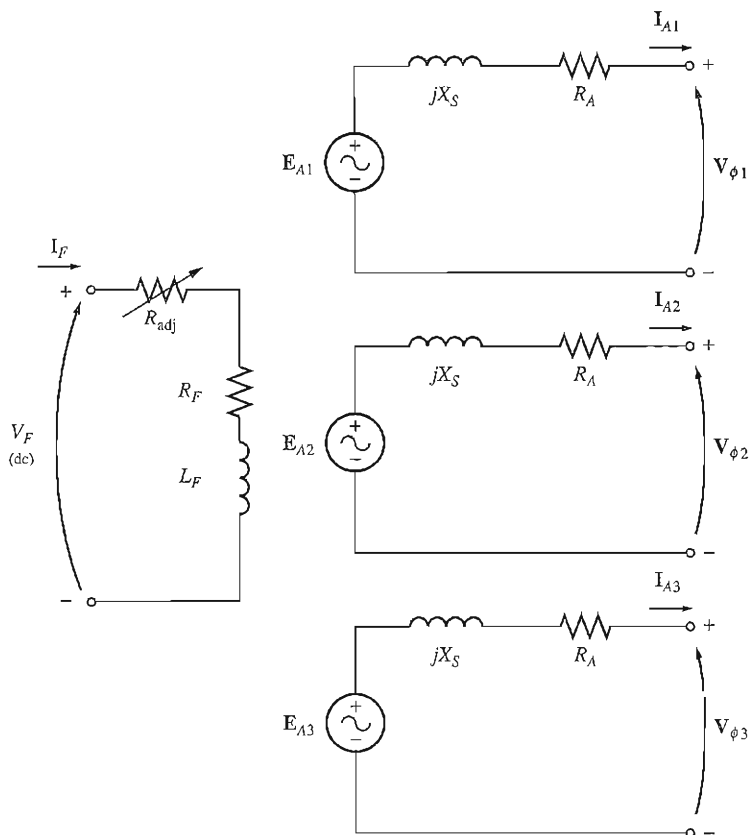 I_A1
jX_S
R_A
+
+
E_A1
−
V_ϕ1
−
I_F
+
R_adj
R_F
V_F
(dc)
L_F
−
I_A2
jX_S
R_A
+
+
E_A2
−
V_ϕ2
−
I_A3
jX_S
R_A
+
+
E_A3
−
V_ϕ3
−